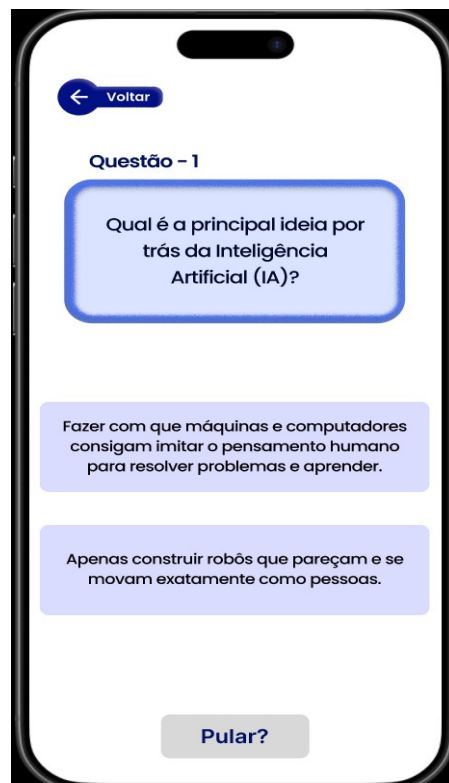 Voltar
Questão - 1
Qual é a principal ideia por
trás da Inteligência
Artificial (IA)?
Fazer com que máquinas e computadores
consigam imitar o pensamento humano
para resolver problemas e aprender.
Apenas construir robôs que pareçam e se
movam exatamente como pessoas.
Pular?